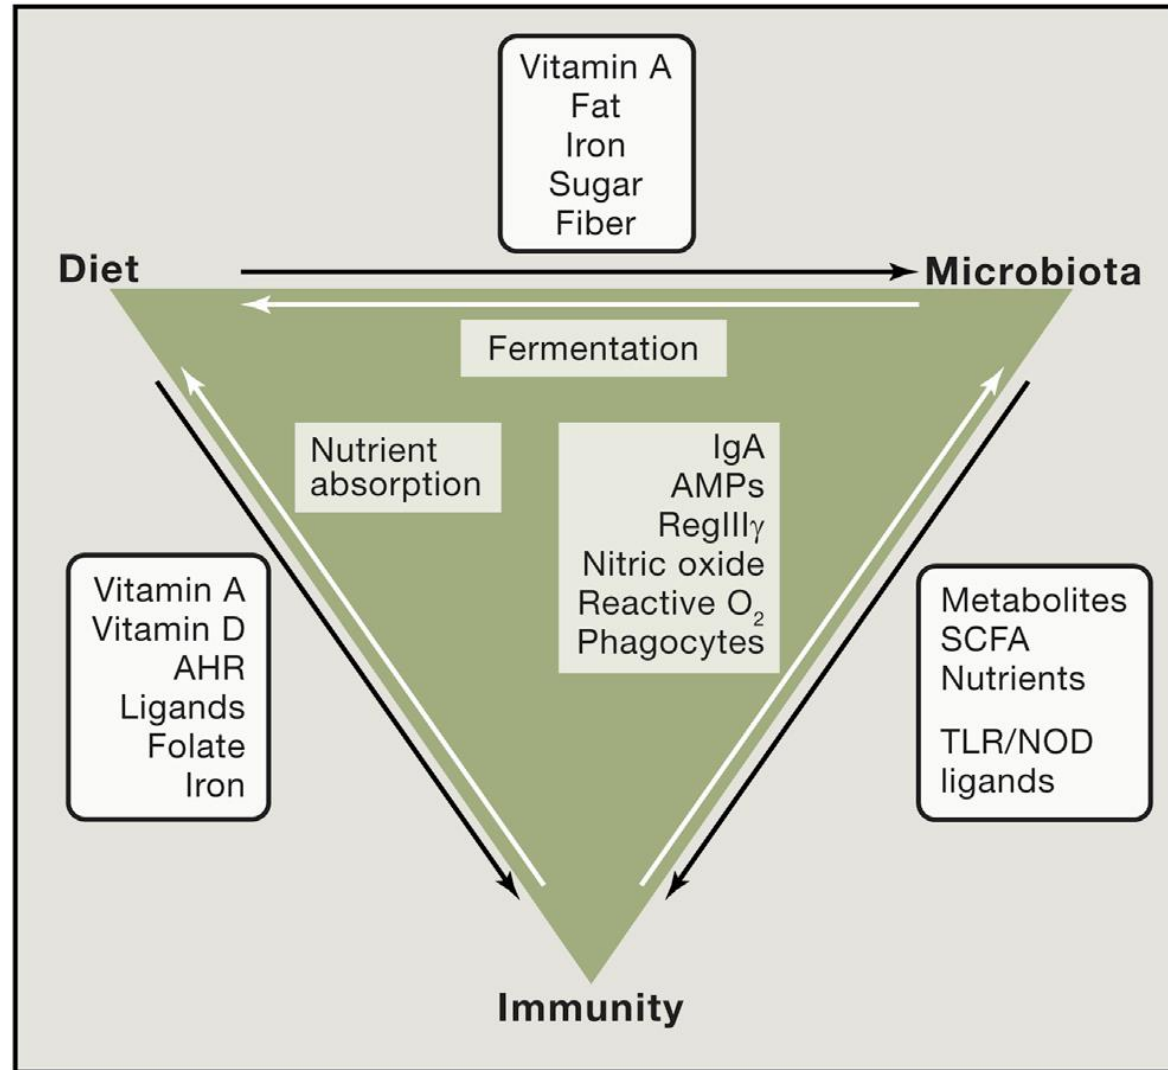 Vitamin A
Fat
Iron
Sugar
Fiber
Diet
Microbiota
Fermentation
Nutrient
absorption
IgA
AMPs
RegIIIγ
Nitric oxide
Reactive O₂
Phagocytes
Vitamin A
Vitamin D
AHR
Ligands
Folate
Iron
Metabolites
SCFA
Nutrients
TLR/NOD
ligands
Immunity